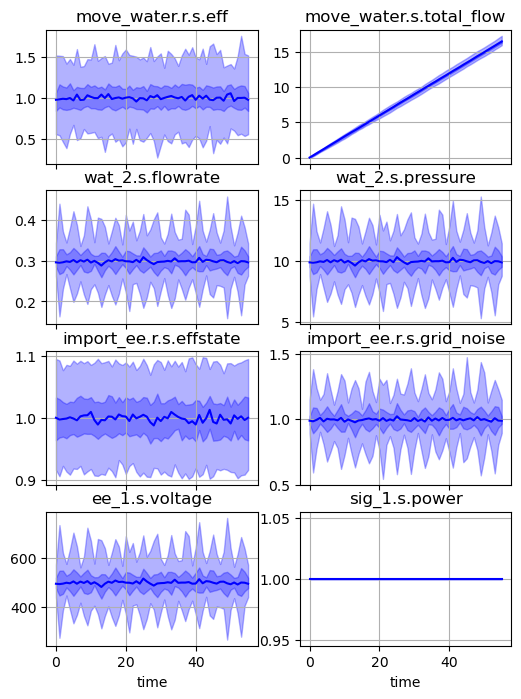 move_water.r.s.eff
1.5
1.0
0.5
move_water.s.total_flow
15
10
5
0
wat_2.s.flowrate
0.4
0.3
0.2
wat_2.s.pressure
15
10
5
import_ee.r.s.effstate
1.1
1.0
0.9
import_ee.r.s.grid_noise
1.5
1.0
0.5
ee_1.s.voltage
600
400
0 20 40
time
sig_1.s.power
1.05
1.00
0.95
0 20 40
time